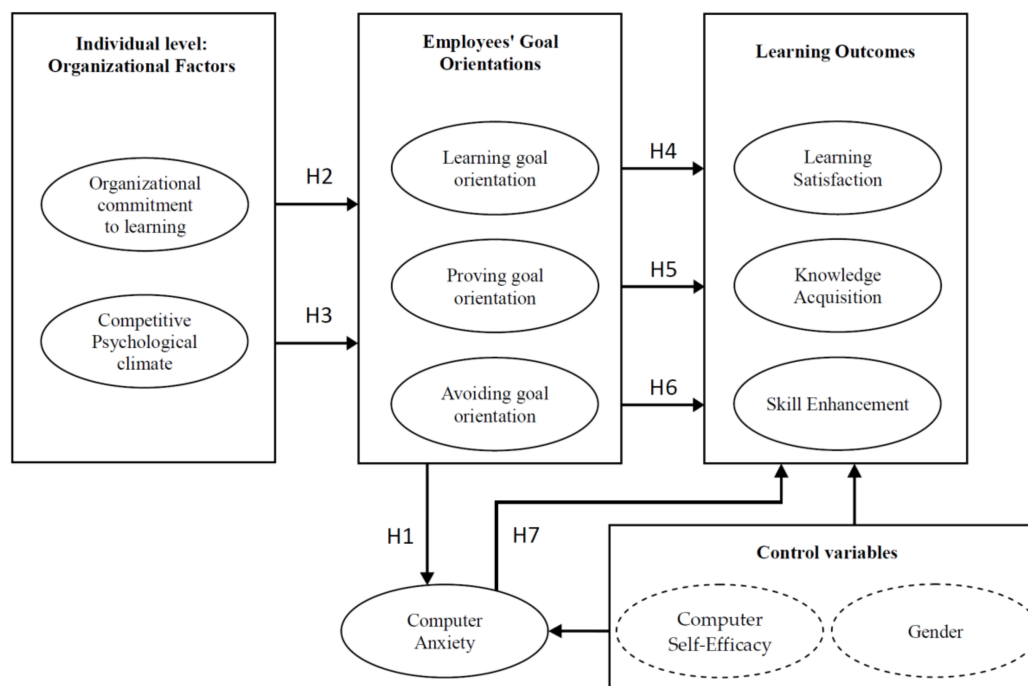 Individual level:
Organizational Factors
Organizational
commitment
to learning
Competitive
Psychological
climate
H2
H3
Employees' Goal
Orientations
Learning goal
orientation
Proving goal
orientation
Avoiding goal
orientation
H4
H5
H6
Learning Outcomes
Learning
Satisfaction
Knowledge
Acquisition
Skill Enhancement
H1
H7
Computer
Anxiety
Control variables
Computer
Self-Efficacy
Gender